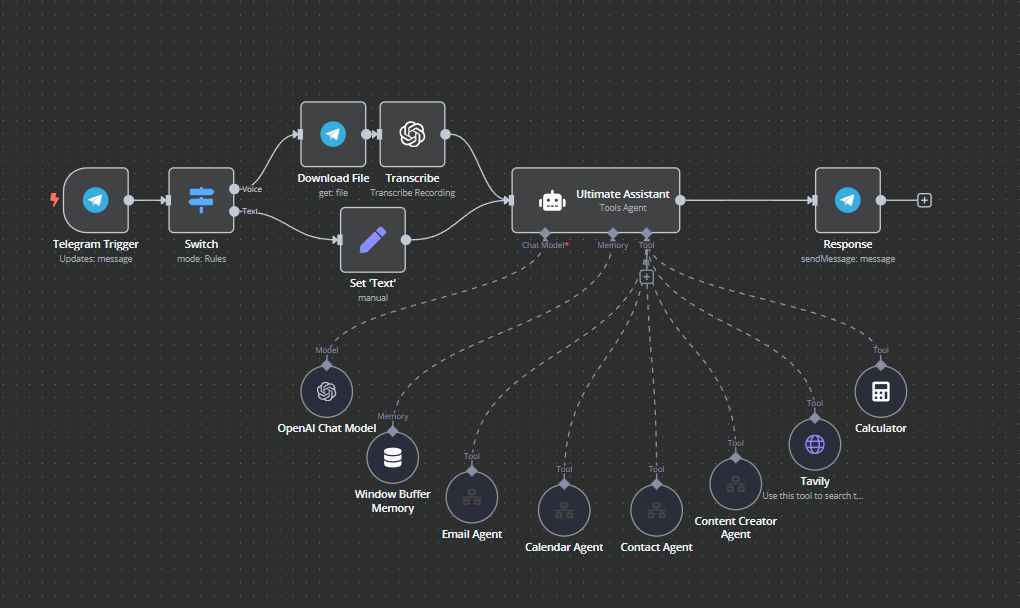 Download File
get: file
Transcribe
Transcribe Recording
Telegram Trigger
Updates: message
Switch
mode: Rules
Voice
Text
Set 'Text'
manual
Ultimate Assistant
Tools Agent
Chat Model*
Memory
Tool
Response
sendMessage: message
Model
OpenAI Chat Model
Memory
Window Buffer
Memory
Tool
Email Agent
Tool
Calendar Agent
Tool
Contact Agent
Tool
Content Creator
Agent
Tool
Tavily
Use this tool to search t...
Tool
Calculator